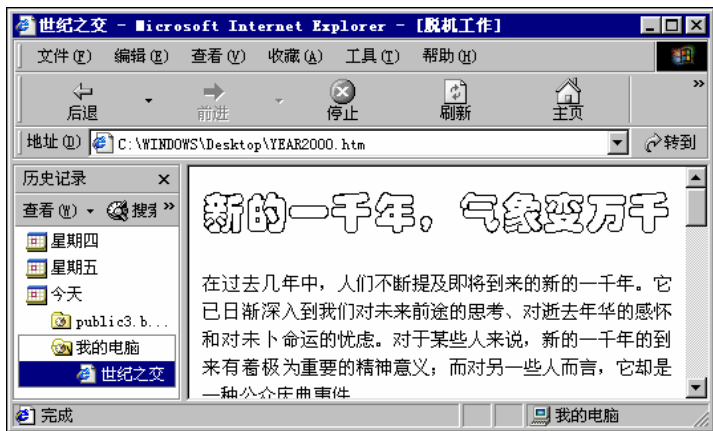 世纪之交 - Microsoft Internet Explorer - [脱机工作]
文件(F) 编辑(E) 查看(V) 收藏(A) 工具(T) 帮助(H)
后退 前进 停止 刷新 主页 »
地址(D) C:\WINDOWS\Desktop\YEAR2000.htm 转到
历史记录 ×
查看(W) 搜索 »
星期四
星期五
今天
public3.b...
我的电脑
世纪之交
新的一千年，气象变万千
在过去几年中，人们不断提及即将到来的新的一千年。它
已日渐深入到我们对未来前途的思考、对逝去年华的感怀
和对未卜命运的忧虑。对于某些人来说，新的一千年的到
来有着极为重要的精神意义；而对另一些人而言，它却是
一种公众庆典事件
完成 我的电脑